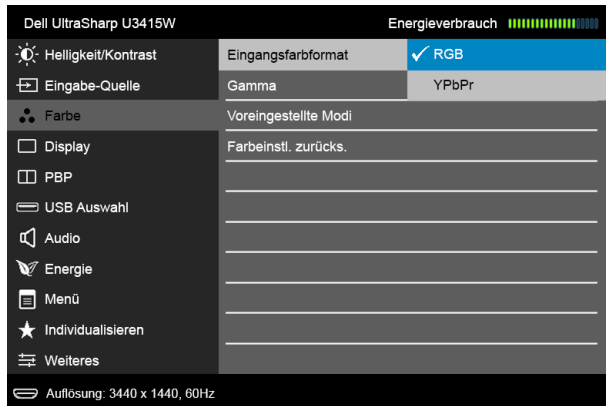 Dell UltraSharp U3415W Energieverbrauch
Helligkeit/Kontrast Eingangsfarbformat RGB
Eingabe-Quelle Gamma YPbPr
Farbe Voreingestellte Modi
Display Farbeinstl. zurücks.
PBP
USB Auswahl
Audio
Energie
Menü
Individualisieren
Weiteres
Auflösung: 3440 x 1440, 60Hz